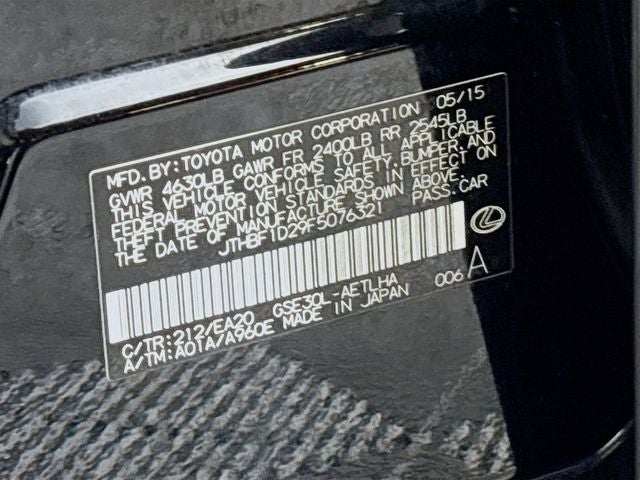 MFD. BY: TOYOTA MOTOR CORPORATION 05/15
GVWR 4630LB GAWR FR 2400LB RR 2545LB
THIS VEHICLE CONFORMS TO ALL APPLICABLE
FEDERAL MOTOR VEHICLE SAFETY, BUMPER, AND
THEFT PREVENTION STANDARDS IN EFFECT ON
THE DATE OF MANUFACTURE SHOWN ABOVE.
JTHBF1D29F5076321 PASS. CAR
C/TR: 212/EA20 GSE30L-AETLHA 006 A
A/TM: A01A/A960E MADE IN JAPAN